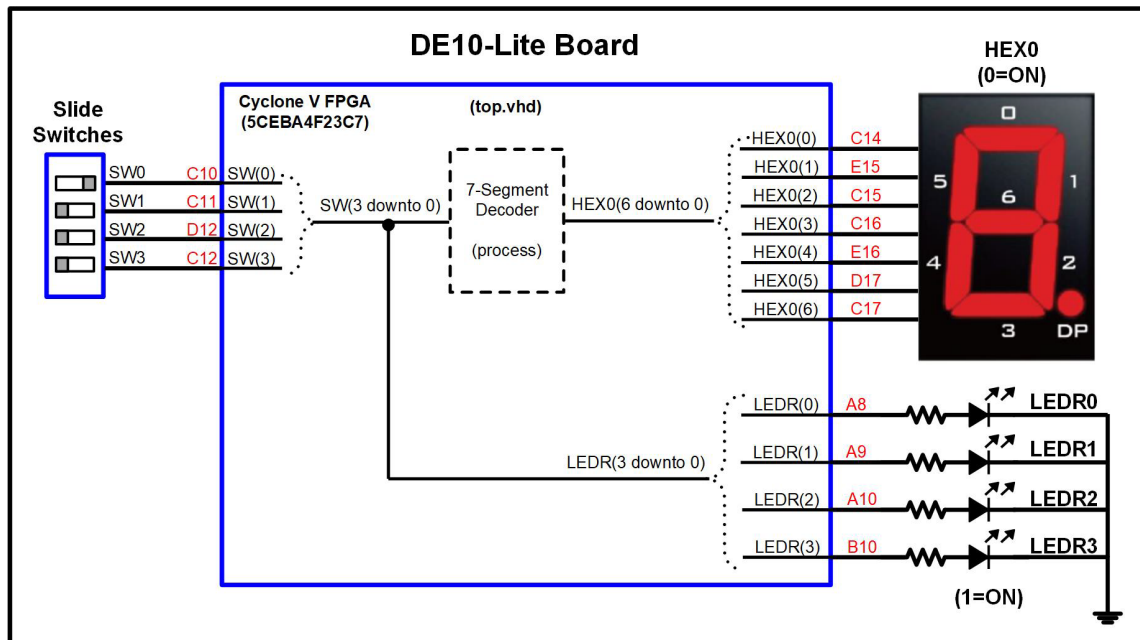 DE10-Lite Board
HEX0
(0=ON)
Slide
Switches
Cyclone V FPGA
(5CEBA4F23C7)
(top.vhd)
SW0 C10 SW(0)
SW1 C11 SW(1)
SW2 D12 SW(2)
SW3 C12 SW(3)
SW(3 downto 0)
7-Segment
Decoder
(process)
HEX0(6 downto 0)
HEX0(0) C14
HEX0(1) E15
HEX0(2) C15
HEX0(3) C16
HEX0(4) E16
HEX0(5) D17
HEX0(6) C17
0
5 1
6
4 2
3 DP
LEDR(3 downto 0)
LEDR(0) A8 LEDR0
LEDR(1) A9 LEDR1
LEDR(2) A10 LEDR2
LEDR(3) B10 LEDR3
(1=ON)